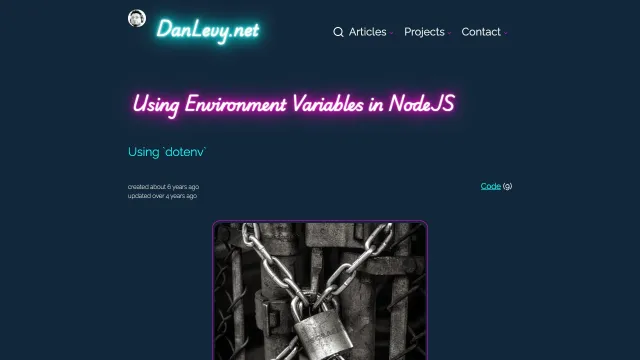 DanLevy.net
Articles
Projects
Contact
Using Environment Variables in NodeJS
Using `dotenv`
created about 6 years ago
updated over 4 years ago
Code (9)